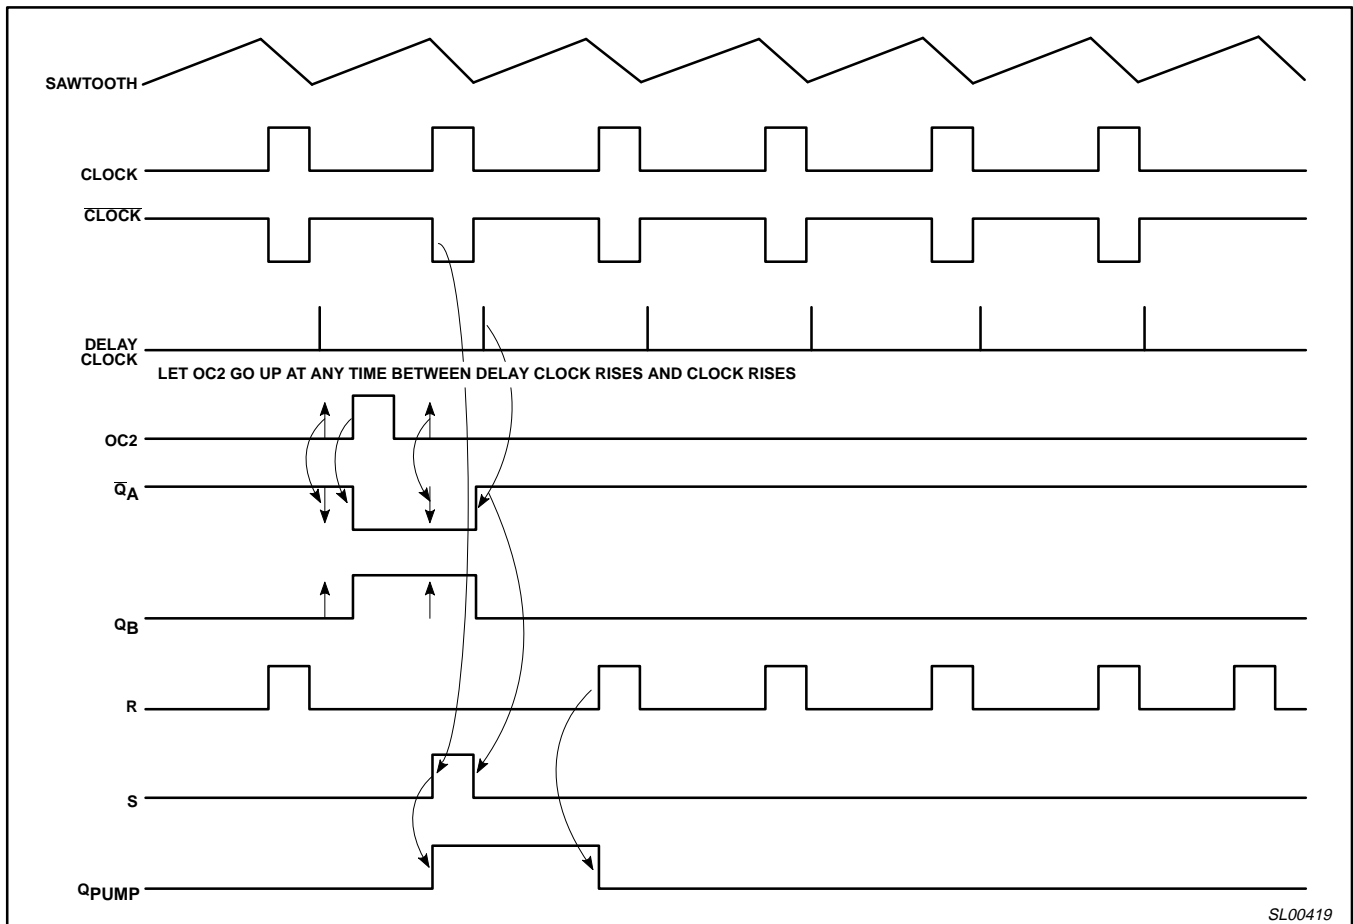 SAWTOOTH
CLOCK
CLOCK
DELAY
CLOCK
LET OC2 GO UP AT ANY TIME BETWEEN DELAY CLOCK RISES AND CLOCK RISES
OC2
Q̅A
QB
R
S
QPUMP
SL00419